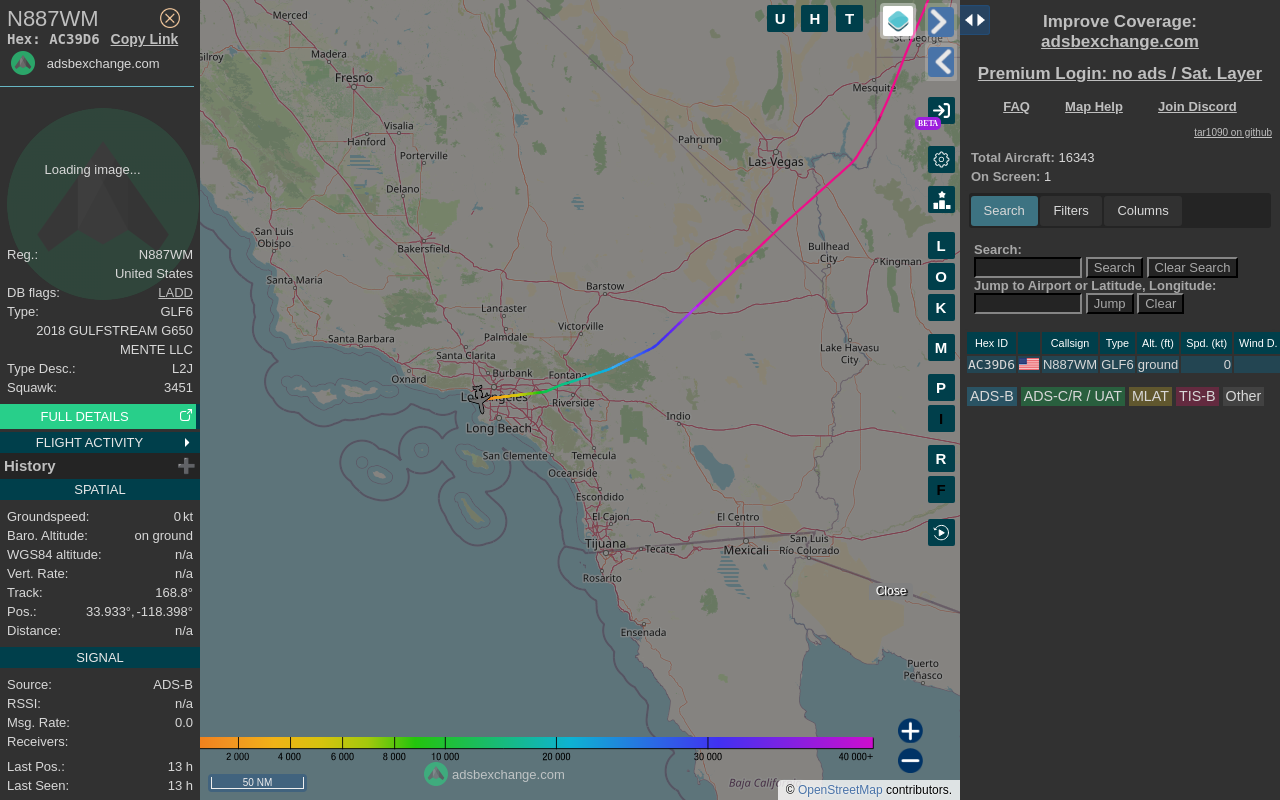 N887WM
Hex: AC39D6 Copy Link
adsbexchange.com
Loading image...
Reg.: N887WM
United States
DB flags: LADD
Type: GLF6
2018 GULFSTREAM G650
MENTE LLC
Type Desc.: L2J
Squawk: 3451
FULL DETAILS
FLIGHT ACTIVITY
History
SPATIAL
Groundspeed: 0 kt
Baro. Altitude: on ground
WGS84 altitude: n/a
Vert. Rate: n/a
Track: 168.8°
Pos.: 33.933°, -118.398°
Distance: n/a
SIGNAL
Source: ADS-B
RSSI: n/a
Msg. Rate: 0.0
Receivers:
Last Pos.: 13 h
Last Seen: 13 h
Merced
Gilroy
Madera
Fresno
Visalia
Hanford
Porterville
Delano
San Luis
Obispo
Bakersfield
Santa Maria
Lancaster
Palmdale
Barstow
Victorville
Santa Barbara
Santa Clarita
Oxnard
Burbank
Fontana
Riverside
Long Beach
San Clemente
Temecula
Oceanside
Escondido
El Cajon
Tijuana
Tecate
Rosarito
Ensenada
Mexicali
El Centro
San Luis
Río Colorado
Indio
Pahrump
Las Vegas
Mesquite
St. George
Bullhead
City
Kingman
Lake Havasu
City
Puerto
Peñasco
U H T
BETA
L
O
K
M
P
I
R
F
Close
2 000 4 000 6 000 8 000 10 000 20 000 30 000 40 000+
50 NM
adsbexchange.com
© OpenStreetMap contributors.
Improve Coverage:
adsbexchange.com
Premium Login: no ads / Sat. Layer
FAQ Map Help Join Discord
tar1090 on github
Total Aircraft: 16343
On Screen: 1
Search Filters Columns
Search:
Search Clear Search
Jump to Airport or Latitude, Longitude:
Jump Clear
Hex ID Callsign Type Alt. (ft) Spd. (kt) Wind D.
AC39D6 N887WM GLF6 ground 0
ADS-B ADS-C/R / UAT MLAT TIS-B Other